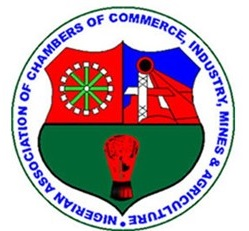 NIGERIAN ASSOCIATION OF CHAMBERS OF COMMERCE, INDUSTRY, MINES & AGRICULTURE